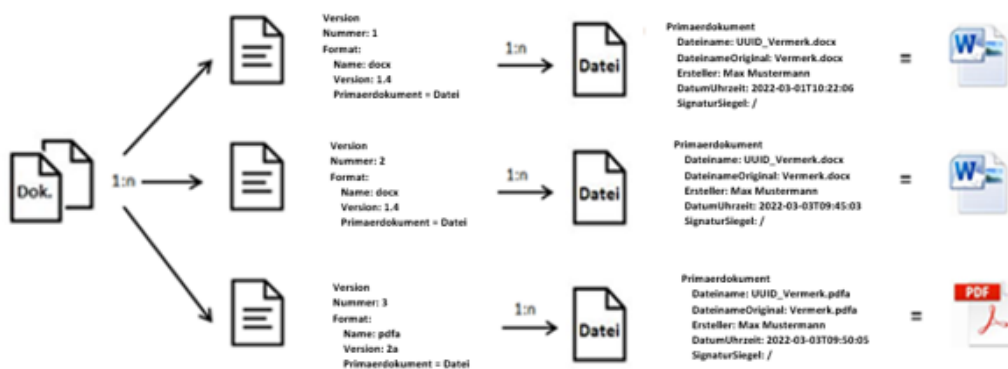 Version
Nummer: 1
Format:
Name: docx
Version: 1.4
Primaerdokument = Datei
1:n
Datei
Primaerdokument
Dateiname: UUID_Vermerk.docx
DateinameOriginal: Vermerk.docx
Ersteller: Max Mustermann
DatumUhrzeit: 2022-03-01T10:22:06
SignaturSiegel: /
=
W
Dok.
1:n
Version
Nummer: 2
Format:
Name: docx
Version: 1.4
Primaerdokument = Datei
1:n
Datei
Primaerdokument
Dateiname: UUID_Vermerk.docx
DateinameOriginal: Vermerk.docx
Ersteller: Max Mustermann
DatumUhrzeit: 2022-03-03T09:45:03
SignaturSiegel: /
=
W
Version
Nummer: 3
Format:
Name: pdfa
Version: 2a
Primaerdokument = Datei
1:n
Datei
Primaerdokument
Dateiname: UUID_Vermerk.pdfa
DateinameOriginal: Vermerk.pdfa
Ersteller: Max Mustermann
DatumUhrzeit: 2022-03-03T09:50:05
SignaturSiegel: /
=
PDF